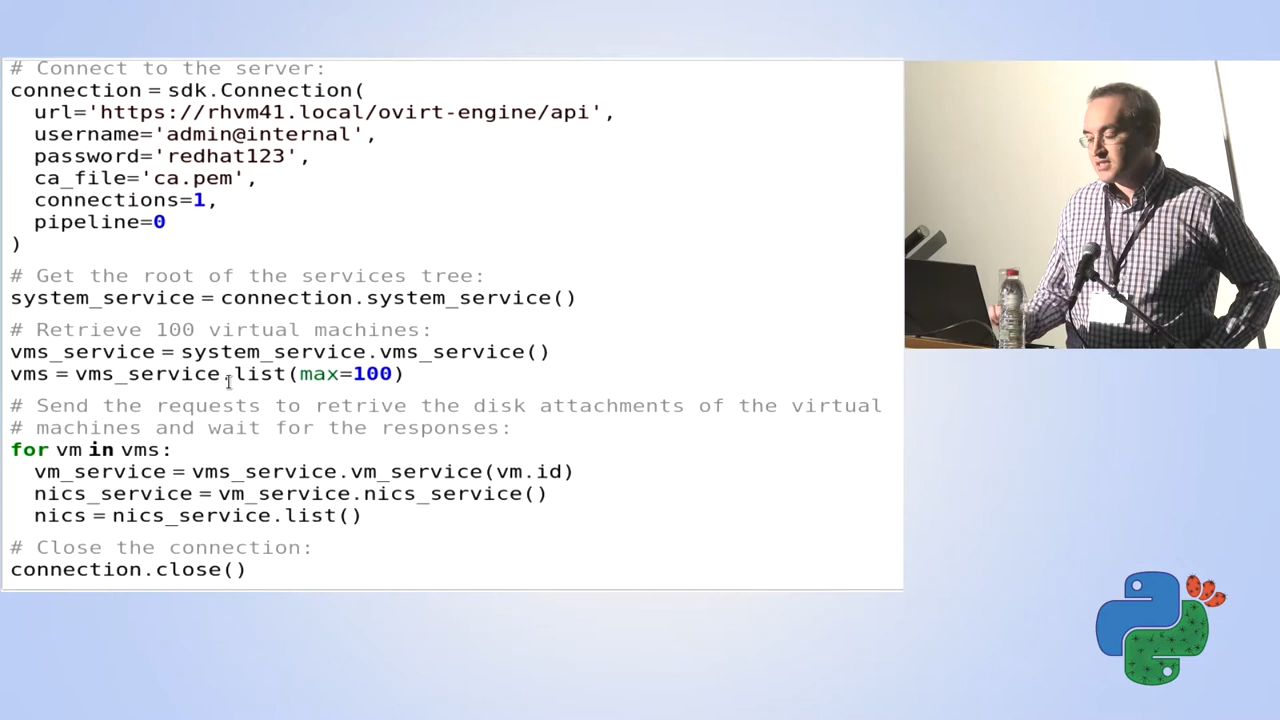 # Connect to the server:
connection = sdk.Connection(
  url='https://rhvm41.local/ovirt-engine/api',
  username='admin@internal',
  password='redhat123',
  ca_file='ca.pem',
  connections=1,
  pipeline=0
)
# Get the root of the services tree:
system_service = connection.system_service()
# Retrieve 100 virtual machines:
vms_service = system_service.vms_service()
vms = vms_service.list(max=100)
# Send the requests to retrive the disk attachments of the virtual
# machines and wait for the responses:
for vm in vms:
  vm_service = vms_service.vm_service(vm.id)
  nics_service = vm_service.nics_service()
  nics = nics_service.list()
# Close the connection:
connection.close()